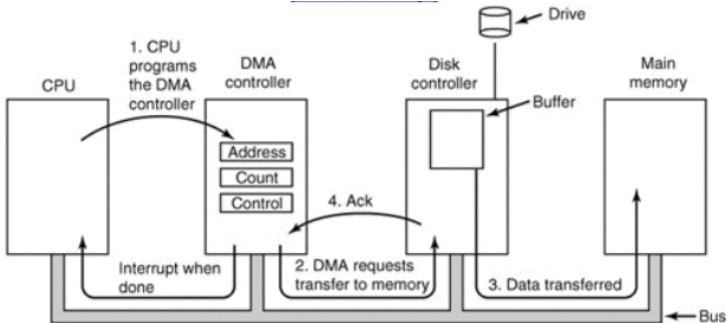 Drive
1. CPU
programs
the DMA
controller
CPU
DMA
controller
Disk
controller
Main
memory
Buffer
Address
Count
Control
4. Ack
Interrupt when
done
2. DMA requests
transfer to memory
3. Data transferred
Bus